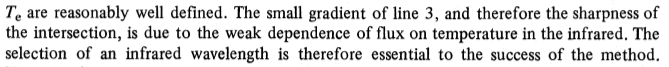 Te are reasonably well defined. The small gradient of line 3, and therefore the sharpness of
the intersection, is due to the weak dependence of flux on temperature in the infrared. The
selection of an infrared wavelength is therefore essential to the success of the method.